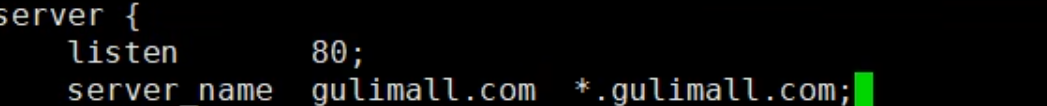 server {
    listen       80;
    server_name  gulimall.com  *.gulimall.com;